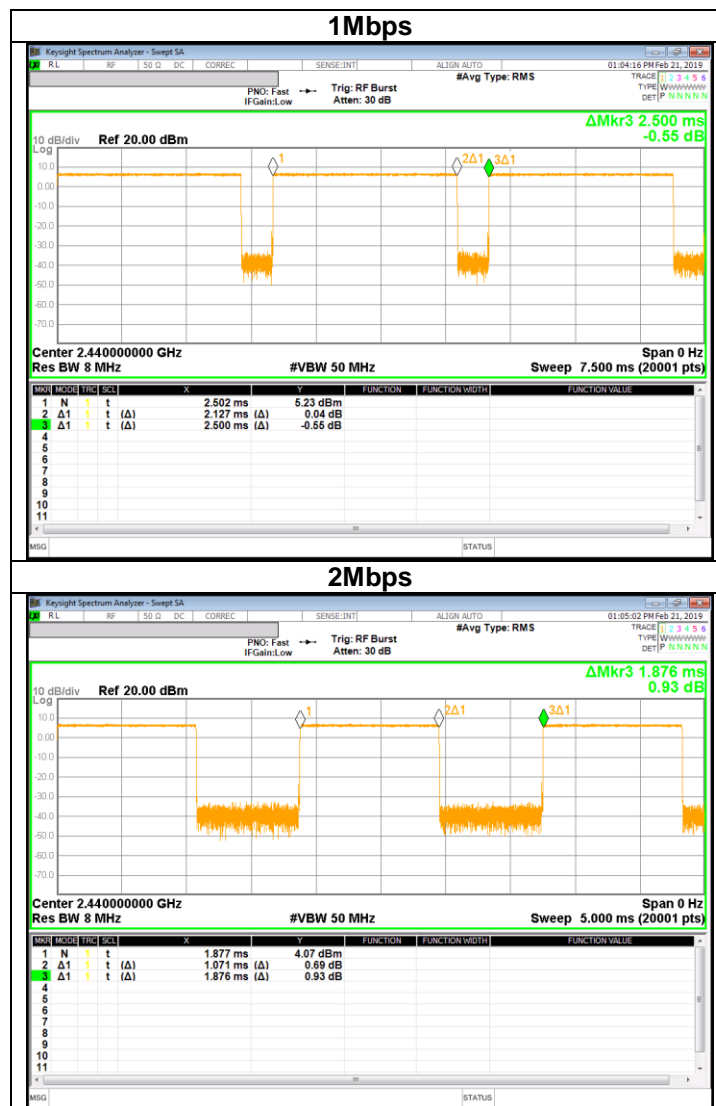 1Mbps
Keysight Spectrum Analyzer - Swept SA
LXI RL RF 50 Ω DC CORREC SENSE:INT ALIGN AUTO 01:04:16 PM Feb 21, 2019
#Avg Type: RMS TRACE 1 2 3 4 5 6
PNO: Fast Trig: RF Burst TYPE WWWWWWW
IFGain:Low Atten: 30 dB DET P N N N N N
ΔMkr3 2.500 ms
-0.55 dB
10 dB/div Ref 20.00 dBm
Log
1 2Δ1 3Δ1
10.0
0.00
-10.0
-20.0
-30.0
-40.0
-50.0
-60.0
-70.0
Center 2.440000000 GHz Span 0 Hz
Res BW 8 MHz #VBW 50 MHz Sweep 7.500 ms (20001 pts)
MKR MODE TRC SCL X Y FUNCTION FUNCTION WIDTH FUNCTION VALUE
1 N 1 t 2.502 ms 5.23 dBm
2 Δ1 1 t (Δ) 2.127 ms (Δ) 0.04 dB
3 Δ1 1 t (Δ) 2.500 ms (Δ) -0.55 dB
4
5
6
7
8
9
10
11
MSG STATUS
2Mbps
Keysight Spectrum Analyzer - Swept SA
LXI RL RF 50 Ω DC CORREC SENSE:INT ALIGN AUTO 01:05:02 PM Feb 21, 2019
#Avg Type: RMS TRACE 1 2 3 4 5 6
PNO: Fast Trig: RF Burst TYPE WWWWWWW
IFGain:Low Atten: 30 dB DET P N N N N N
ΔMkr3 1.876 ms
0.93 dB
10 dB/div Ref 20.00 dBm
Log
1 2Δ1 3Δ1
10.0
0.00
-10.0
-20.0
-30.0
-40.0
-50.0
-60.0
-70.0
Center 2.440000000 GHz Span 0 Hz
Res BW 8 MHz #VBW 50 MHz Sweep 5.000 ms (20001 pts)
MKR MODE TRC SCL X Y FUNCTION FUNCTION WIDTH FUNCTION VALUE
1 N 1 t 1.877 ms 4.07 dBm
2 Δ1 1 t (Δ) 1.071 ms (Δ) 0.69 dB
3 Δ1 1 t (Δ) 1.876 ms (Δ) 0.93 dB
4
5
6
7
8
9
10
11
MSG STATUS